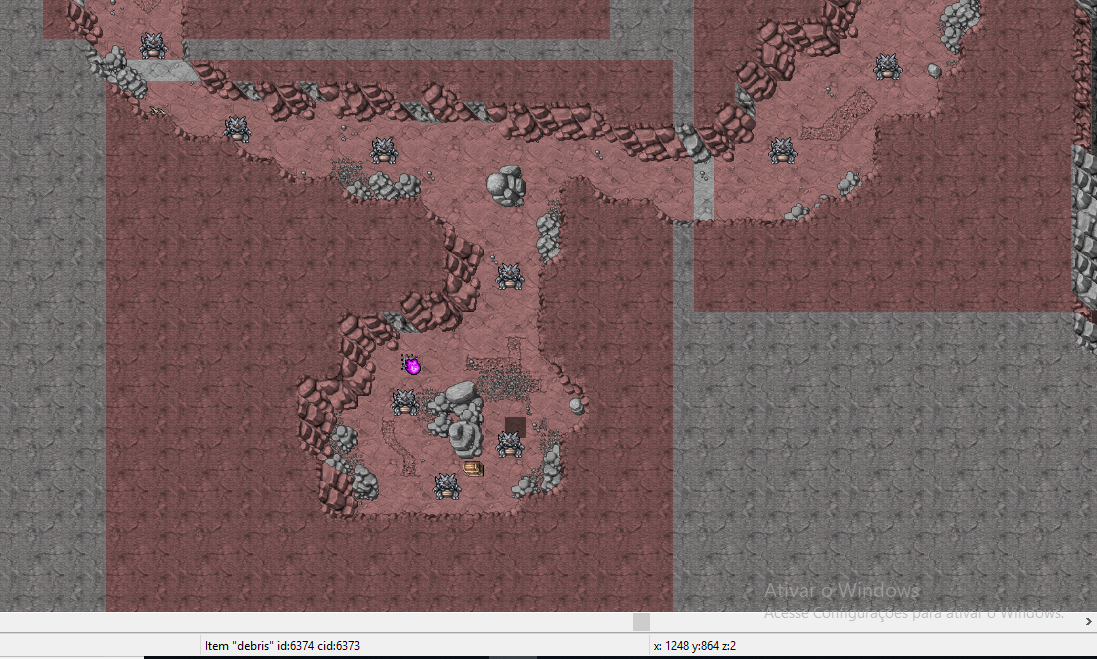 Ativar o Windows
Acesse Configurações para ativar o Windows.
Item "debris" id:6374 cid:6373
x: 1248 y:864 z:2